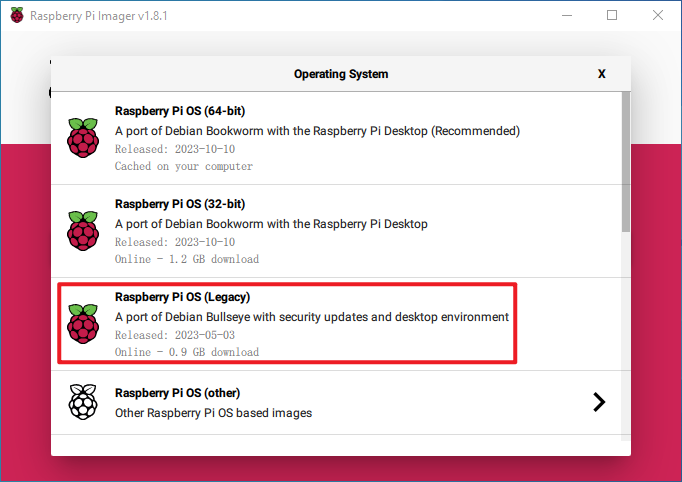 Raspberry Pi Imager v1.8.1
Operating System
X
Raspberry Pi OS (64-bit)
A port of Debian Bookworm with the Raspberry Pi Desktop (Recommended)
Released: 2023-10-10
Cached on your computer
Raspberry Pi OS (32-bit)
A port of Debian Bookworm with the Raspberry Pi Desktop
Released: 2023-10-10
Online - 1.2 GB download
Raspberry Pi OS (Legacy)
A port of Debian Bullseye with security updates and desktop environment
Released: 2023-05-03
Online - 0.9 GB download
Raspberry Pi OS (other)
Other Raspberry Pi OS based images